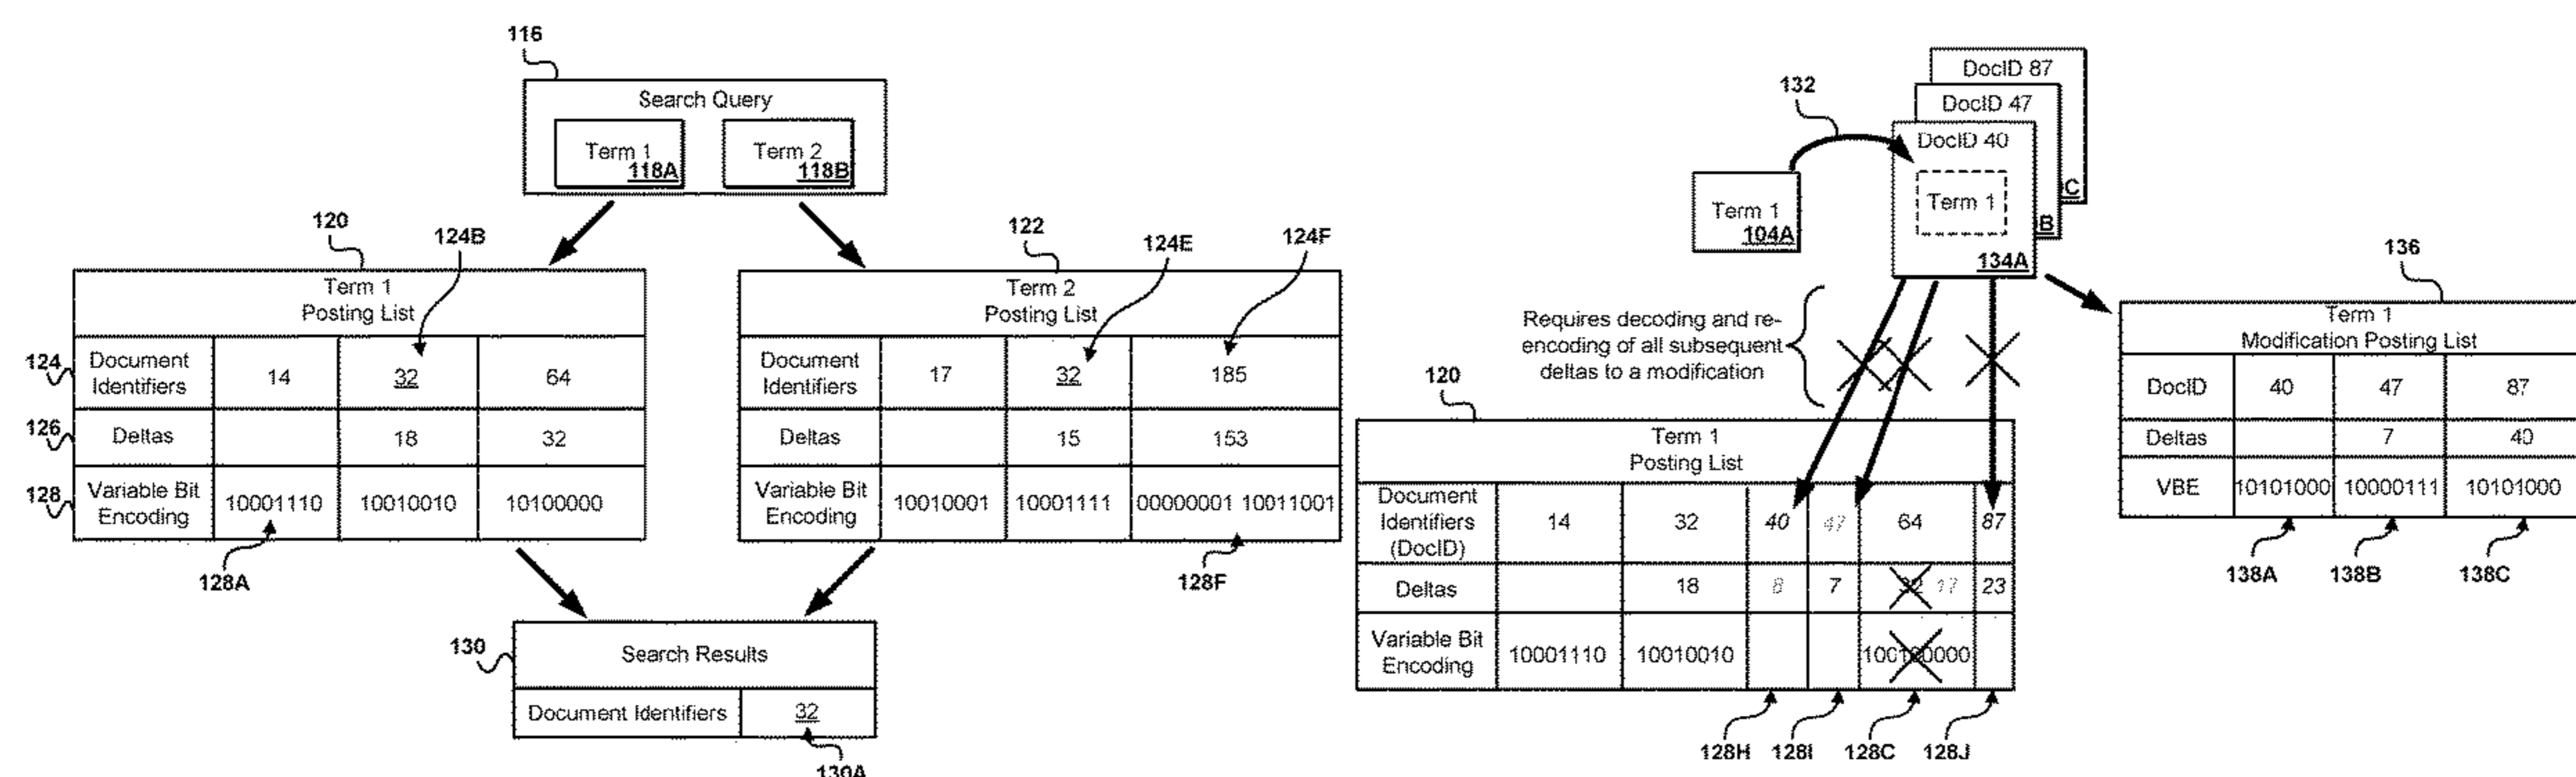 116
Search Query
Term 1
118A
Term 2
118B
120
124B
Term 1
Posting List
124
Document Identifiers 14 32 64
126
Deltas 18 32
128
Variable Bit Encoding 10001110 10010010 10100000
128A
122
124E
124F
Term 2
Posting List
Document Identifiers 17 32 185
Deltas 15 153
Variable Bit Encoding 10010001 10001111 00000001 10011001
128F
130
Search Results
Document Identifiers 32
130A
132
DocID 87
DocID 47
DocID 40
C
B
Term 1
134A
Term 1
104A
Requires decoding and re-
encoding of all subsequent
deltas to a modification
120
Term 1
Posting List
Document
Identifiers
(DocID)
14 32 40 47 64 87
Deltas 18 8 7 32 17 23
Variable Bit
Encoding
10001110 10010010
128H 128I 128C 128J
136
Term 1
Modification Posting List
DocID 40 47 87
Deltas 7 40
VBE 10101000 10000111 10101000
138A 138B 138C